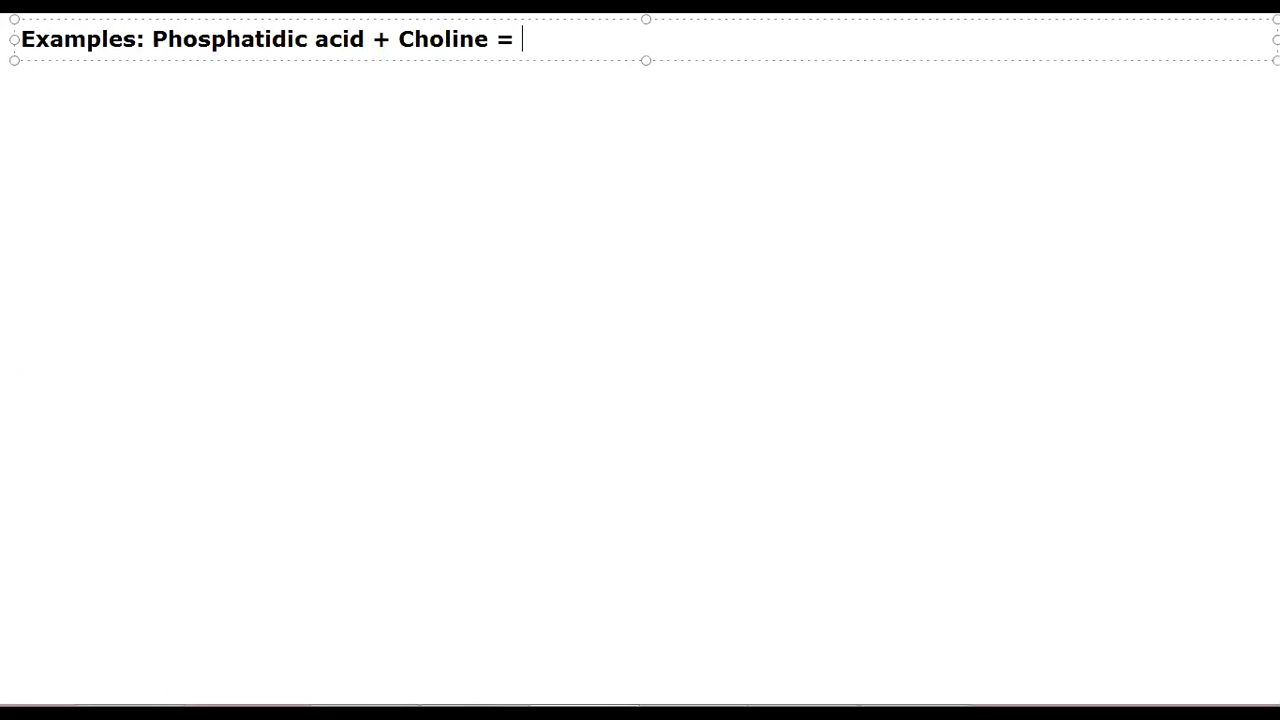 Examples: Phosphatidic acid + Choline =